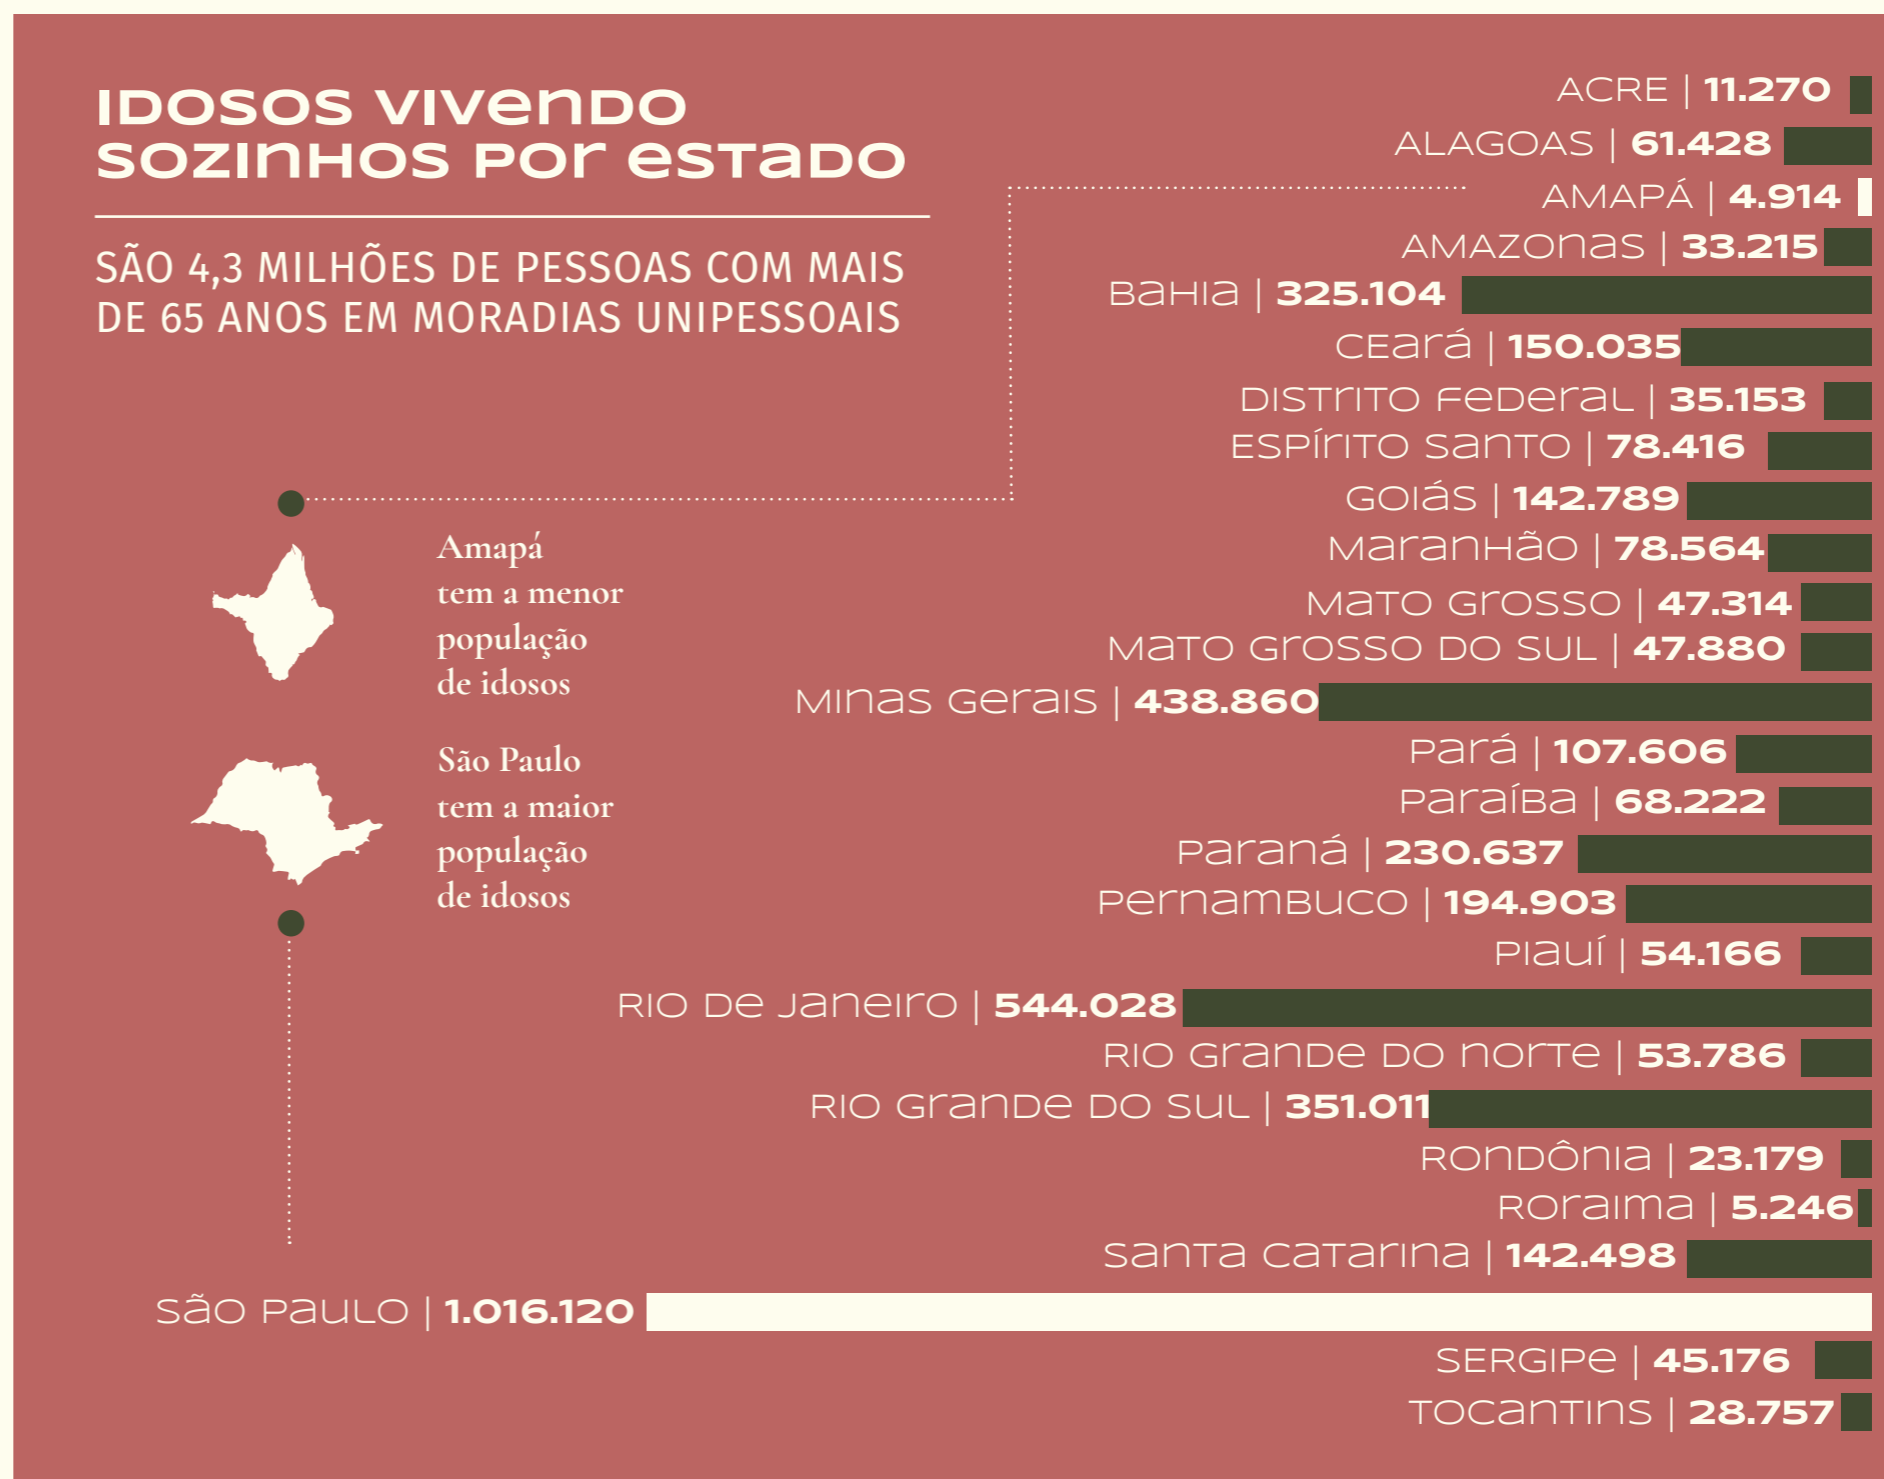 IDOSOS VIVENDO
SOZINHOS POR ESTADO
SÃO 4,3 MILHÕES DE PESSOAS COM MAIS
DE 65 ANOS EM MORADIAS UNIPESSOAIS
Amapá
tem a menor
população
de idosos
São Paulo
tem a maior
população
de idosos
ACRE | 11.270
ALAGOAS | 61.428
AMAPÁ | 4.914
AMAZONAS | 33.215
BAHIA | 325.104
CEARÁ | 150.035
DISTRITO FEDERAL | 35.153
ESPÍRITO SANTO | 78.416
GOIÁS | 142.789
MARANHÃO | 78.564
MATO GROSSO | 47.314
MATO GROSSO DO SUL | 47.880
MINAS GERAIS | 438.860
PARÁ | 107.606
PARAÍBA | 68.222
PARANÁ | 230.637
PERNAMBUCO | 194.903
PIAUÍ | 54.166
RIO DE JANEIRO | 544.028
RIO GRANDE DO NORTE | 53.786
RIO GRANDE DO SUL | 351.011
RONDÔNIA | 23.179
RORAIMA | 5.246
SANTA CATARINA | 142.498
SÃO PAULO | 1.016.120
SERGIPE | 45.176
TOCANTINS | 28.757